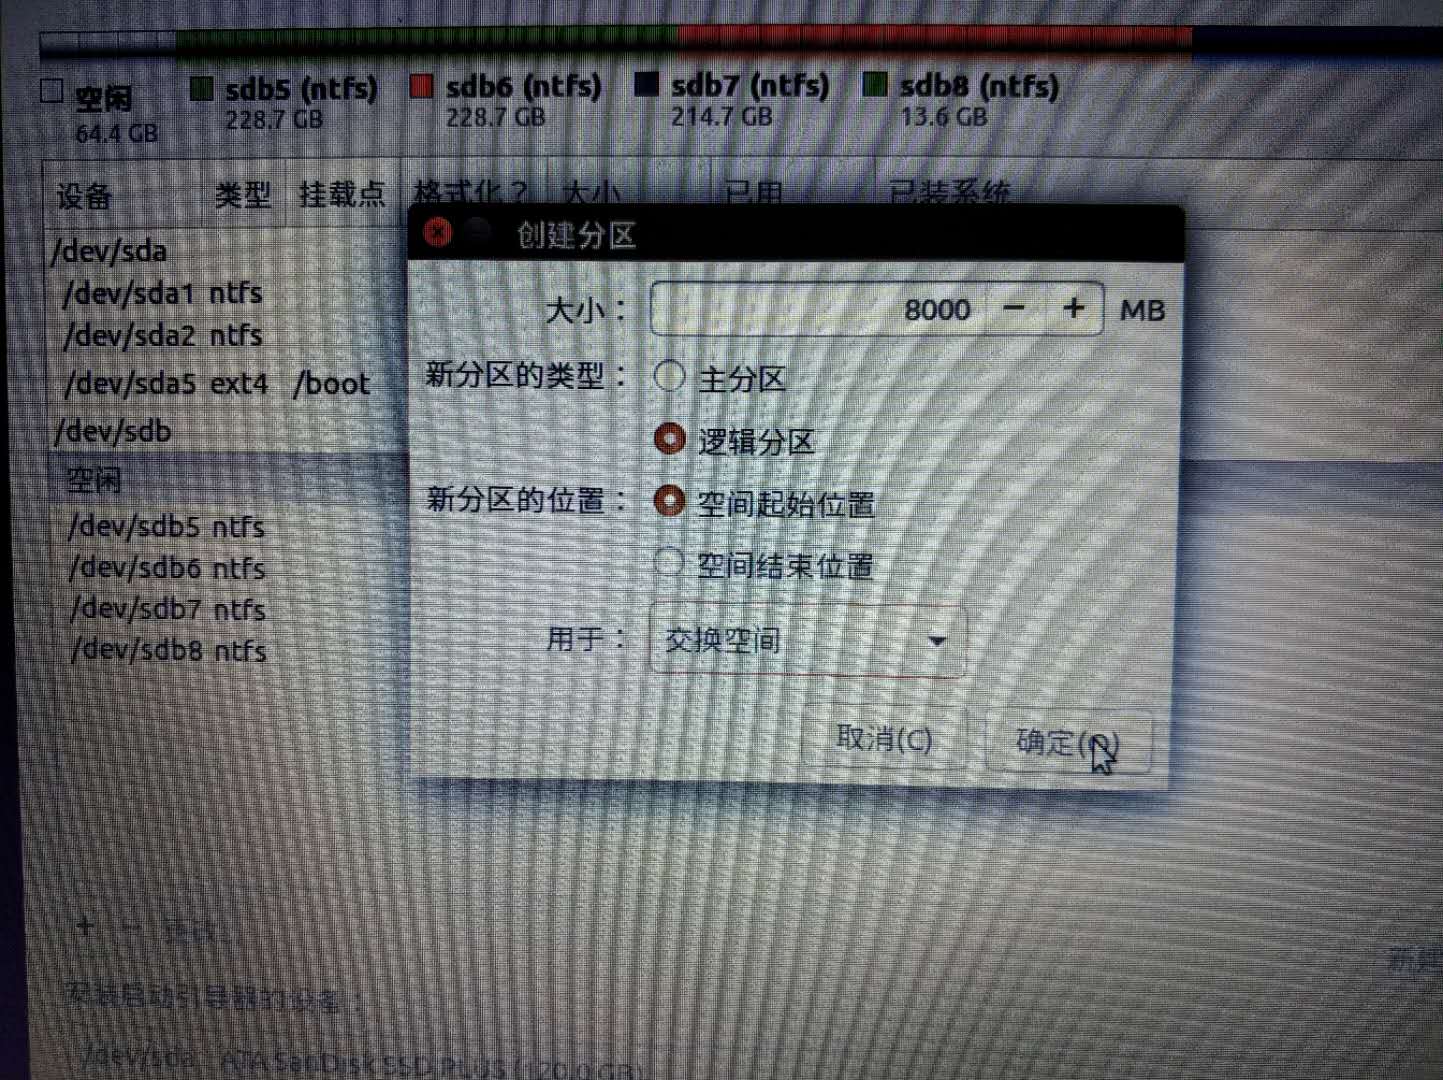 空闲 sdb5 (ntfs) sdb6 (ntfs) sdb7 (ntfs) sdb8 (ntfs)
64.4 GB 228.7 GB 228.7 GB 214.7 GB 13.6 GB
设备 类型 挂载点 格式化？ 大小 已用 已装系统
/dev/sda
/dev/sda1 ntfs
/dev/sda2 ntfs
/dev/sda5 ext4 /boot
/dev/sdb
空闲
/dev/sdb5 ntfs
/dev/sdb6 ntfs
/dev/sdb7 ntfs
/dev/sdb8 ntfs
创建分区
大小： 8000 − + MB
新分区的类型： 主分区
逻辑分区
新分区的位置： 空间起始位置
空间结束位置
用于： 交换空间
取消(C) 确定(O)
+ − 更改...
新建
安装启动引导器的设备：
/dev/sda ATA SanDisk SSD PLUS (120.0 GB)